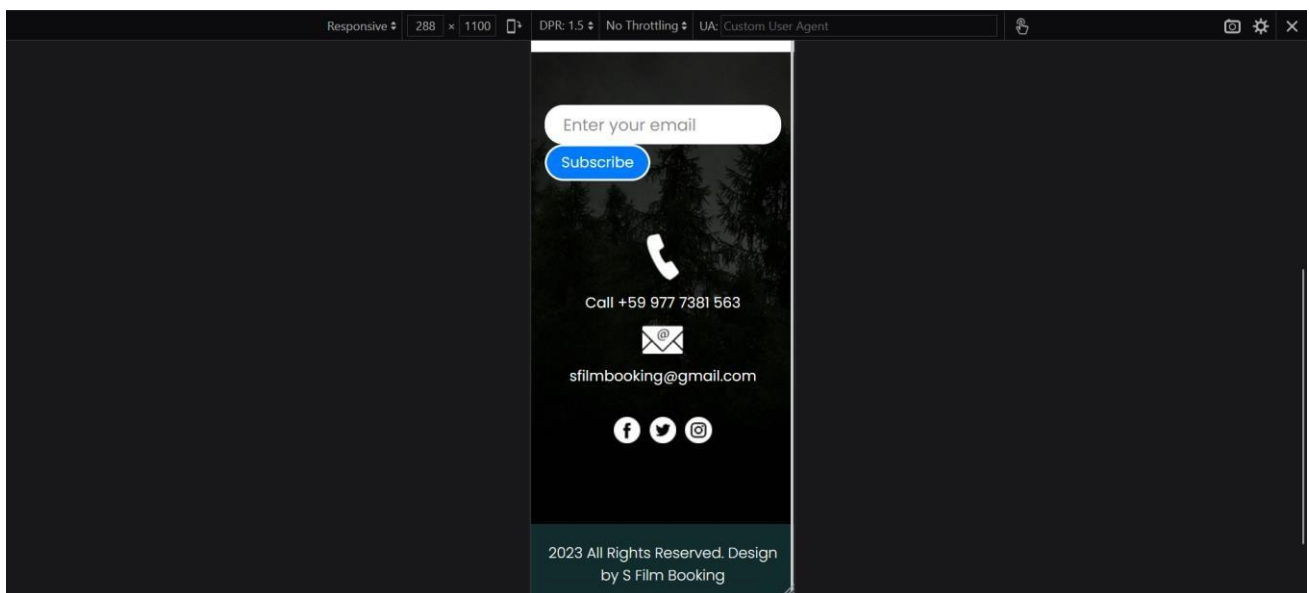 Responsive 288 × 1100 DPR: 1.5 No Throttling UA: Custom User Agent
Enter your email
Subscribe
Call +59 977 7381 563
@
sfilmbooking@gmail.com
2023 All Rights Reserved. Design
by S Film Booking